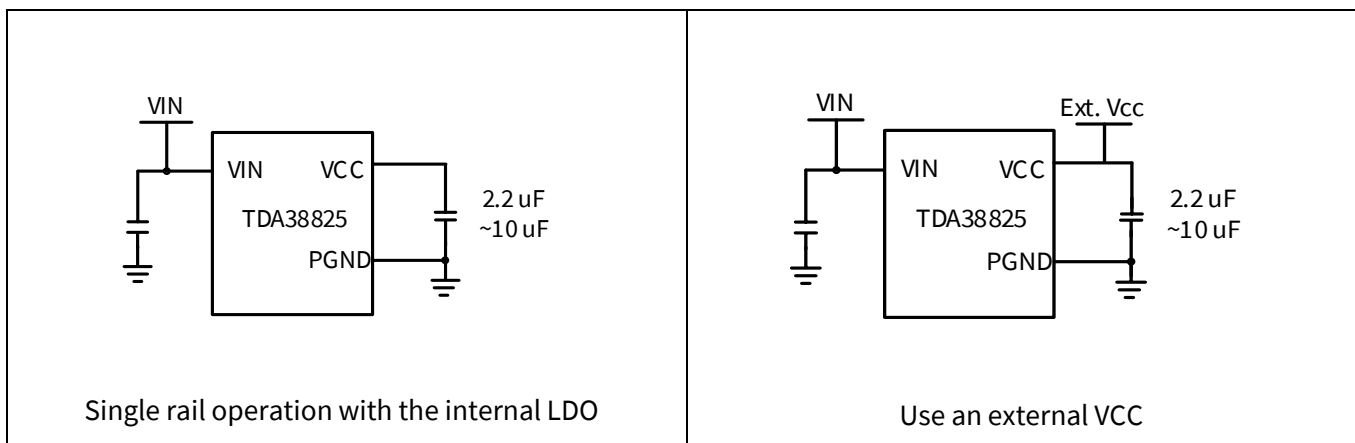 VIN
VIN
VCC
TDA38825
PGND
2.2 uF
~10 uF
Single rail operation with the internal LDO
VIN
Ext. Vcc
VIN
VCC
TDA38825
PGND
2.2 uF
~10 uF
Use an external VCC